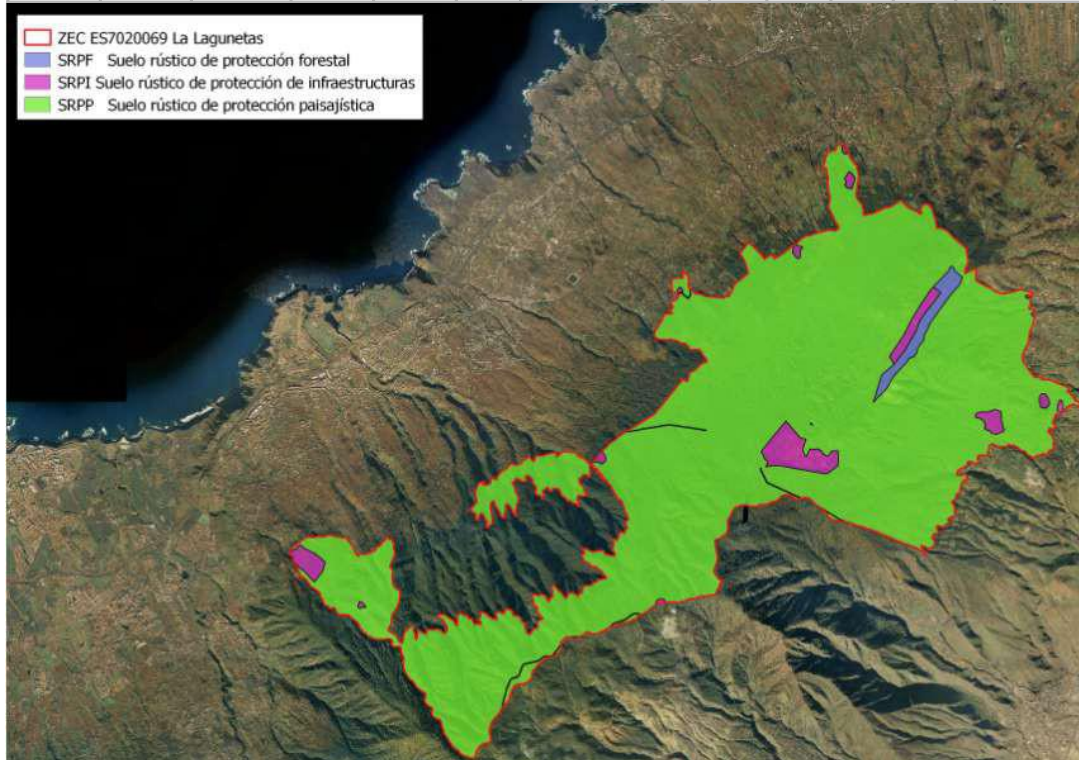 ZEC ES7020069 La Lagunetas
SRPF Suelo rústico de protección forestal
SRPI Suelo rústico de protección de infraestructuras
SRPP Suelo rústico de protección paisajística